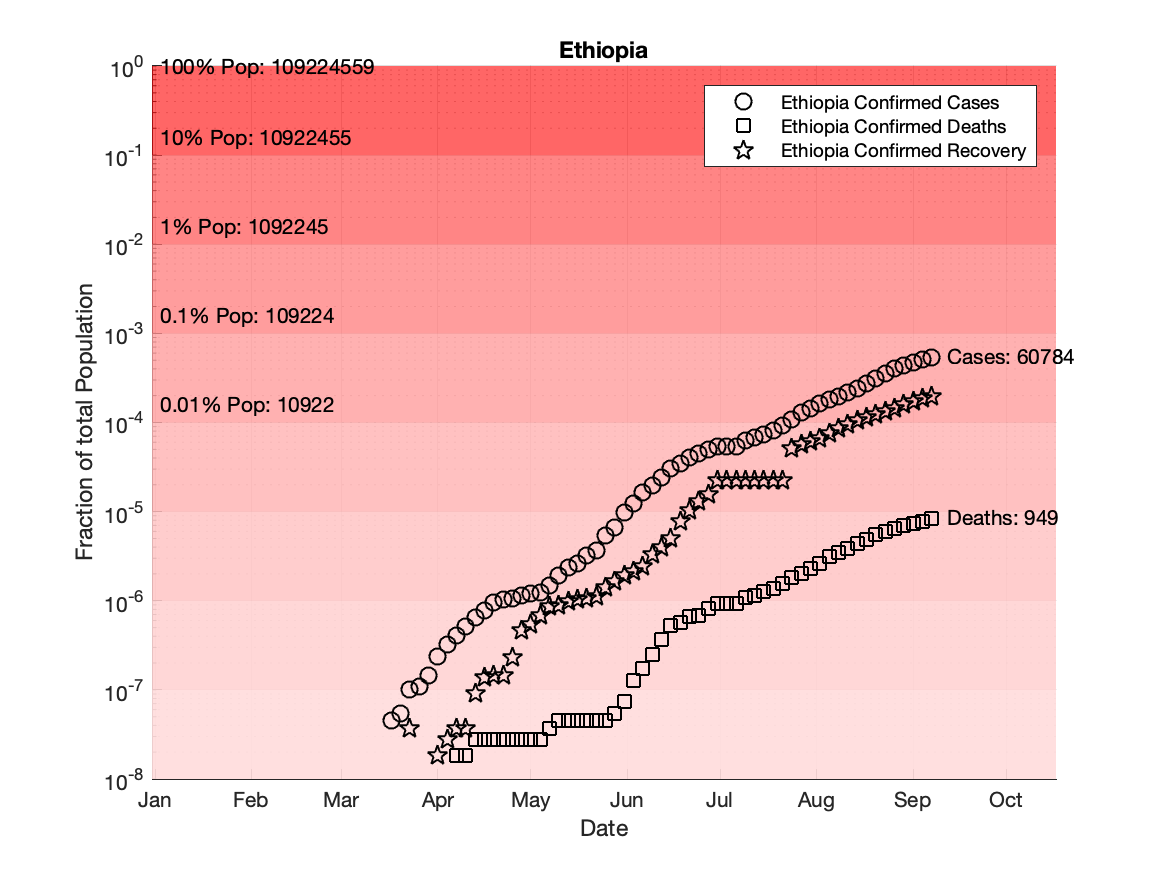 Ethiopia
10^0
10^-1
10^-2
10^-3
10^-4
10^-5
10^-6
10^-7
10^-8
Fraction of total Population
100% Pop: 109224559
10% Pop: 10922455
1% Pop: 1092245
0.1% Pop: 109224
0.01% Pop: 10922
Ethiopia Confirmed Cases
Ethiopia Confirmed Deaths
Ethiopia Confirmed Recovery
Cases: 60784
Deaths: 949
Jan Feb Mar Apr May Jun Jul Aug Sep Oct
Date